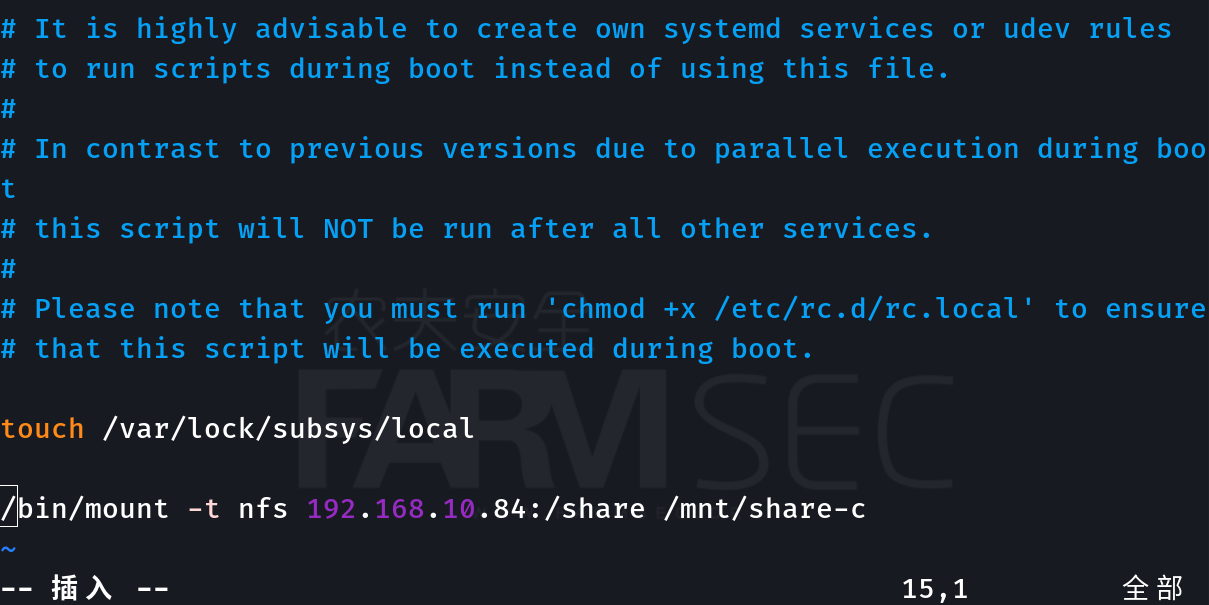 # It is highly advisable to create own systemd services or udev rules
# to run scripts during boot instead of using this file.
#
# In contrast to previous versions due to parallel execution during boo
t
# this script will NOT be run after all other services.
#
# Please note that you must run 'chmod +x /etc/rc.d/rc.local' to ensure
# that this script will be executed during boot.
农夫安全
FARMSEC
touch /var/lock/subsys/local
/bin/mount -t nfs 192.168.10.84:/share /mnt/share-c
~
-- 插入 --
15,1
全部